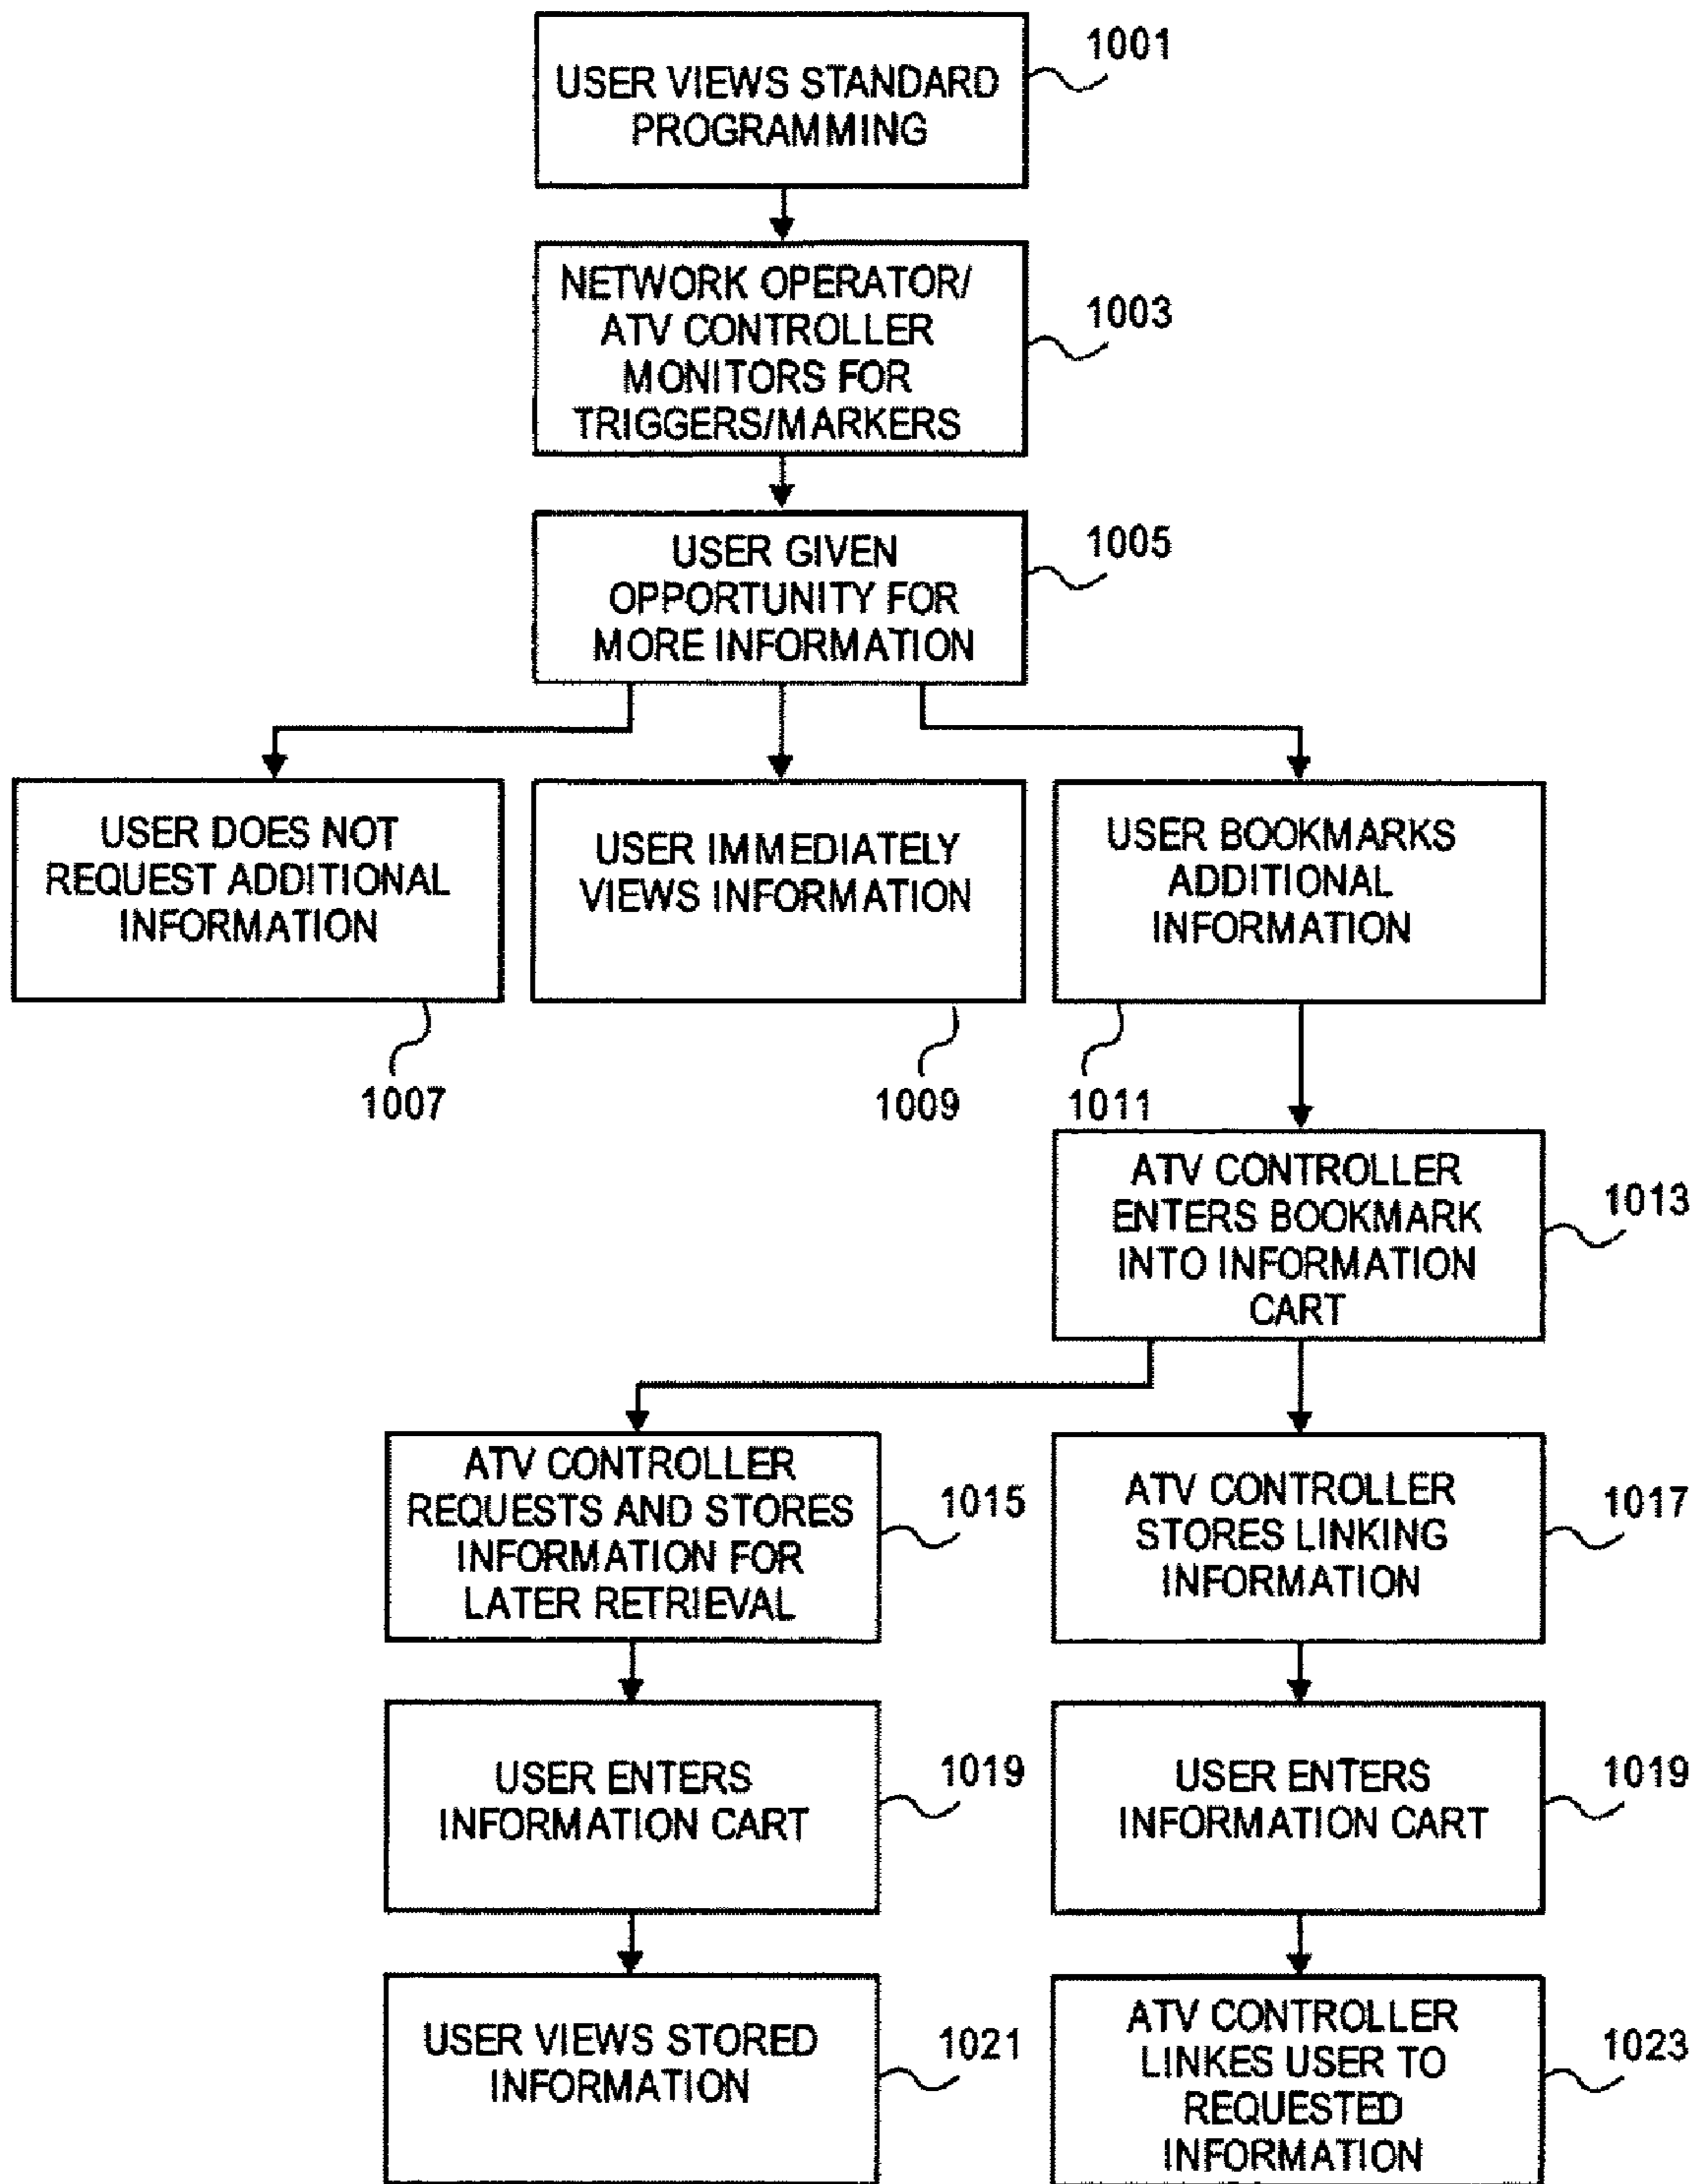 USER VIEWS STANDARD
PROGRAMMING
1001
NETWORK OPERATOR/
ATV CONTROLLER
MONITORS FOR
TRIGGERS/MARKERS
1003
USER GIVEN
OPPORTUNITY FOR
MORE INFORMATION
1005
USER DOES NOT
REQUEST ADDITIONAL
INFORMATION
1007
USER IMMEDIATELY
VIEWS INFORMATION
1009
USER BOOKMARKS
ADDITIONAL
INFORMATION
1011
ATV CONTROLLER
ENTERS BOOKMARK
INTO INFORMATION
CART
1013
ATV CONTROLLER
REQUESTS AND STORES
INFORMATION FOR
LATER RETRIEVAL
1015
ATV CONTROLLER
STORES LINKING
INFORMATION
1017
USER ENTERS
INFORMATION CART
1019
USER ENTERS
INFORMATION CART
1019
USER VIEWS STORED
INFORMATION
1021
ATV CONTROLLER
LINKES USER TO
REQUESTED
INFORMATION
1023